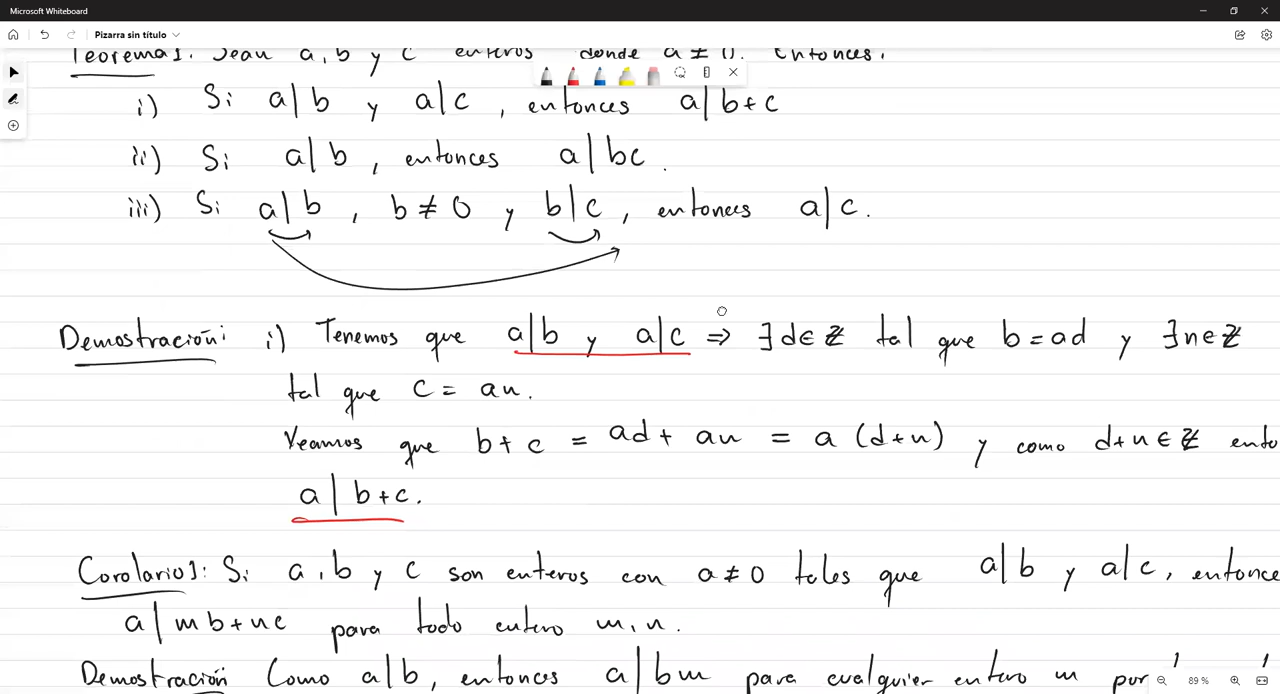 Microsoft Whiteboard
Pizarra sin título
Teorema 1. Sean a, b y c enteros donde a ≠ 0. Entonces:
i) Si a|b y a|c, entonces a|b+c
ii) Si a|b, entonces a|bc.
iii) Si a|b, b≠0 y b|c, entonces a|c.
Demostración: i) Tenemos que a|b y a|c ⇒ ∃d∈ℤ tal que b=ad y ∃n∈ℤ
tal que c= an.
Veamos que b+c = ad+an = a(d+n) y como d+n∈ℤ ento
a|b+c.
Corolario 1: Si a, b y c son enteros con a≠0 tales que a|b y a|c, entonce
a|mb+nc para todo entero m,n.
Demostración Como a|b, entonces a|bm para cualquier entero m por
89 %